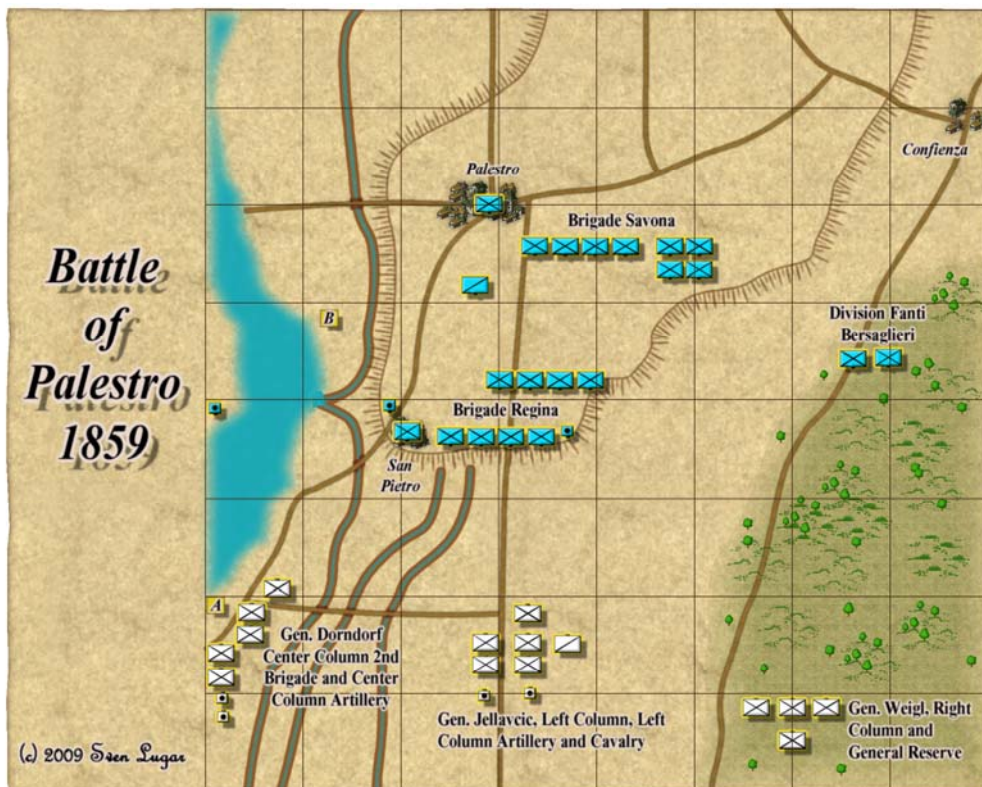 Battle
of
Palestro
1859
Palestro
Confienza
Brigade Savona
B
Division Fanti
Bersaglieri
Brigade Regina
San
Pietro
A
Gen. Dorndorf
Center Column 2nd
Brigade and Center
Column Artillery
Gen. Jellavcic, Left Column, Left
Column Artillery and Cavalry
Gen. Weigl, Right
Column and
General Reserve
(c) 2009 Sven Lugar